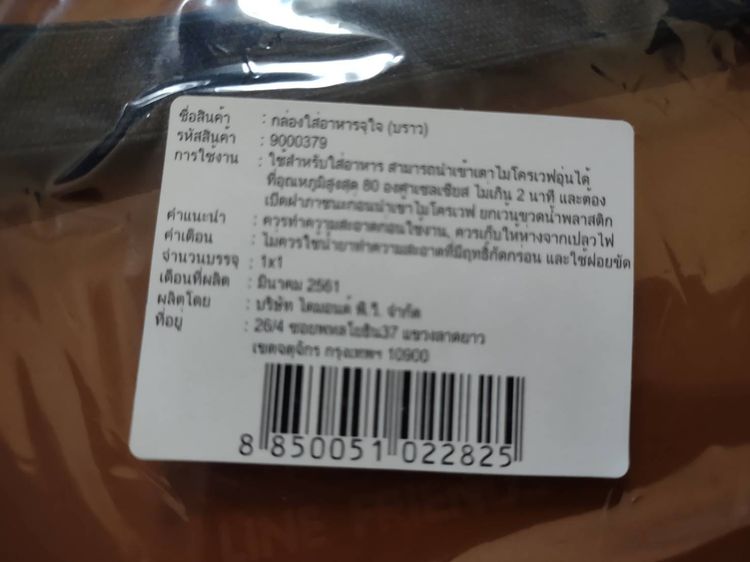 ชื่อสินค้า : กล่องใส่อาหารจุใจ (บราว)
รหัสสินค้า : 9000379
การใช้งาน : ใช้สำหรับใส่อาหาร สามารถนำเข้าเตาไมโครเวฟอุ่นได้
ที่อุณหภูมิสูงสุด 80 องศาเซลเซียส ไม่เกิน 2 นาที และต้อง
เปิดฝาภาชนะก่อนนำเข้าไมโครเวฟ ยกเว้นขวดน้ำพลาสติก
คำแนะนำ : ควรทำความสะอาดก่อนใช้งาน, ควรเก็บให้ห่างจากเปลวไฟ
คำเตือน : ไม่ควรใช้น้ำยาทำความสะอาดที่มีฤทธิ์กัดกร่อน และใช้ฝอยขัด
จำนวนบรรจุ : 1x1
เดือนที่ผลิต : มีนาคม 2561
ผลิตโดย : บริษัท ไดมอนด์ พี.วี. จำกัด
ที่อยู่ : 26/4 ซอยพหลโยธิน37 แขวงลาดยาว
เขตจตุจักร กรุงเทพฯ 10900
8 850051 022825
LINE FRIEN